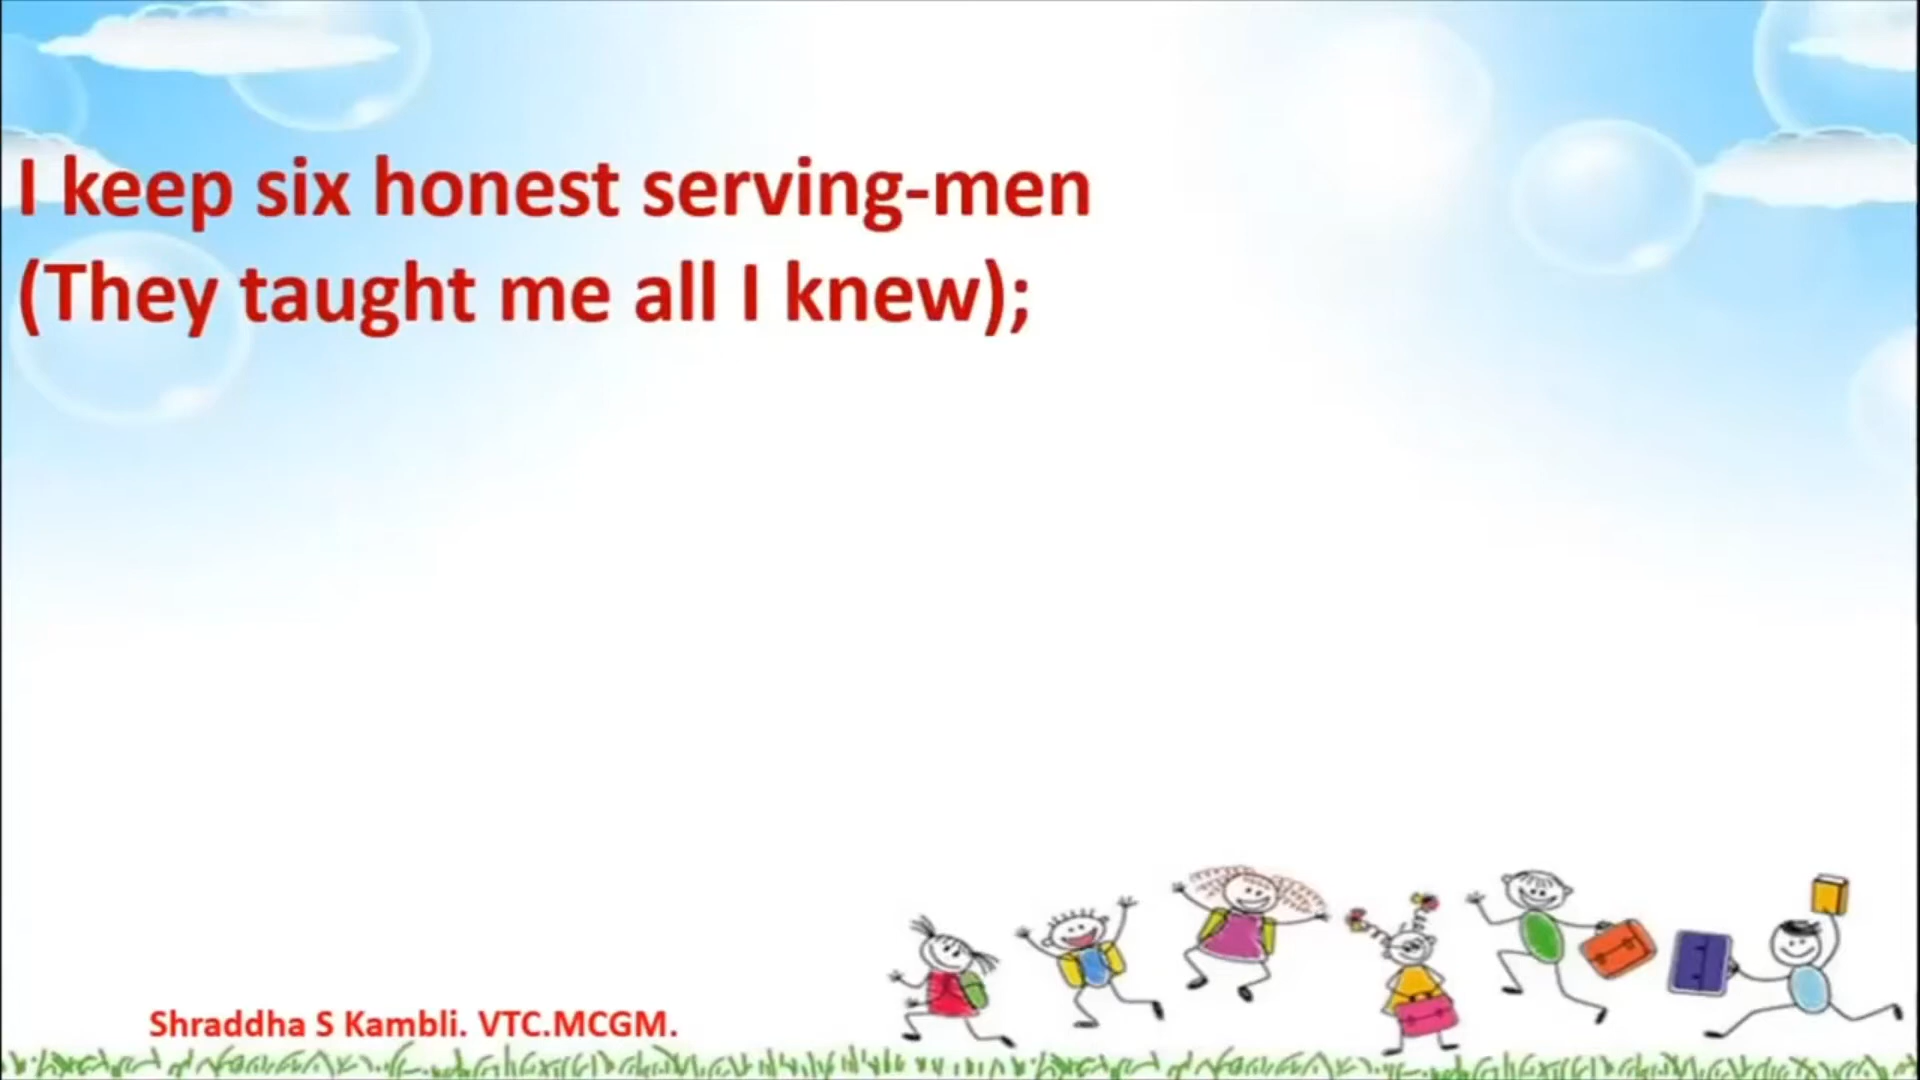 I keep six honest serving-men
(They taught me all I knew);
Shraddha S Kambli. VTC.MCGM.